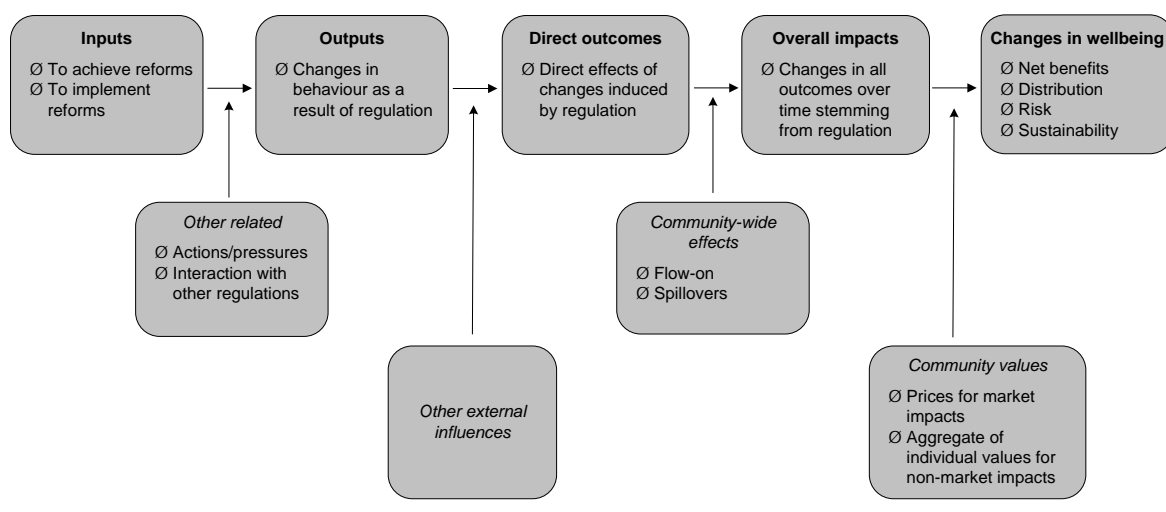 Inputs
Ø To achieve reforms
Ø To implement
reforms
Outputs
Ø Changes in
behaviour as a
result of regulation
Direct outcomes
Ø Direct effects of
changes induced
by regulation
Overall impacts
Ø Changes in all
outcomes over
time stemming
from regulation
Changes in wellbeing
Ø Net benefits
Ø Distribution
Ø Risk
Ø Sustainability
Other related
Ø Actions/pressures
Ø Interaction with
other regulations
Community-wide
effects
Ø Flow-on
Ø Spillovers
Other external
influences
Community values
Ø Prices for market
impacts
Ø Aggregate of
individual values for
non-market impacts